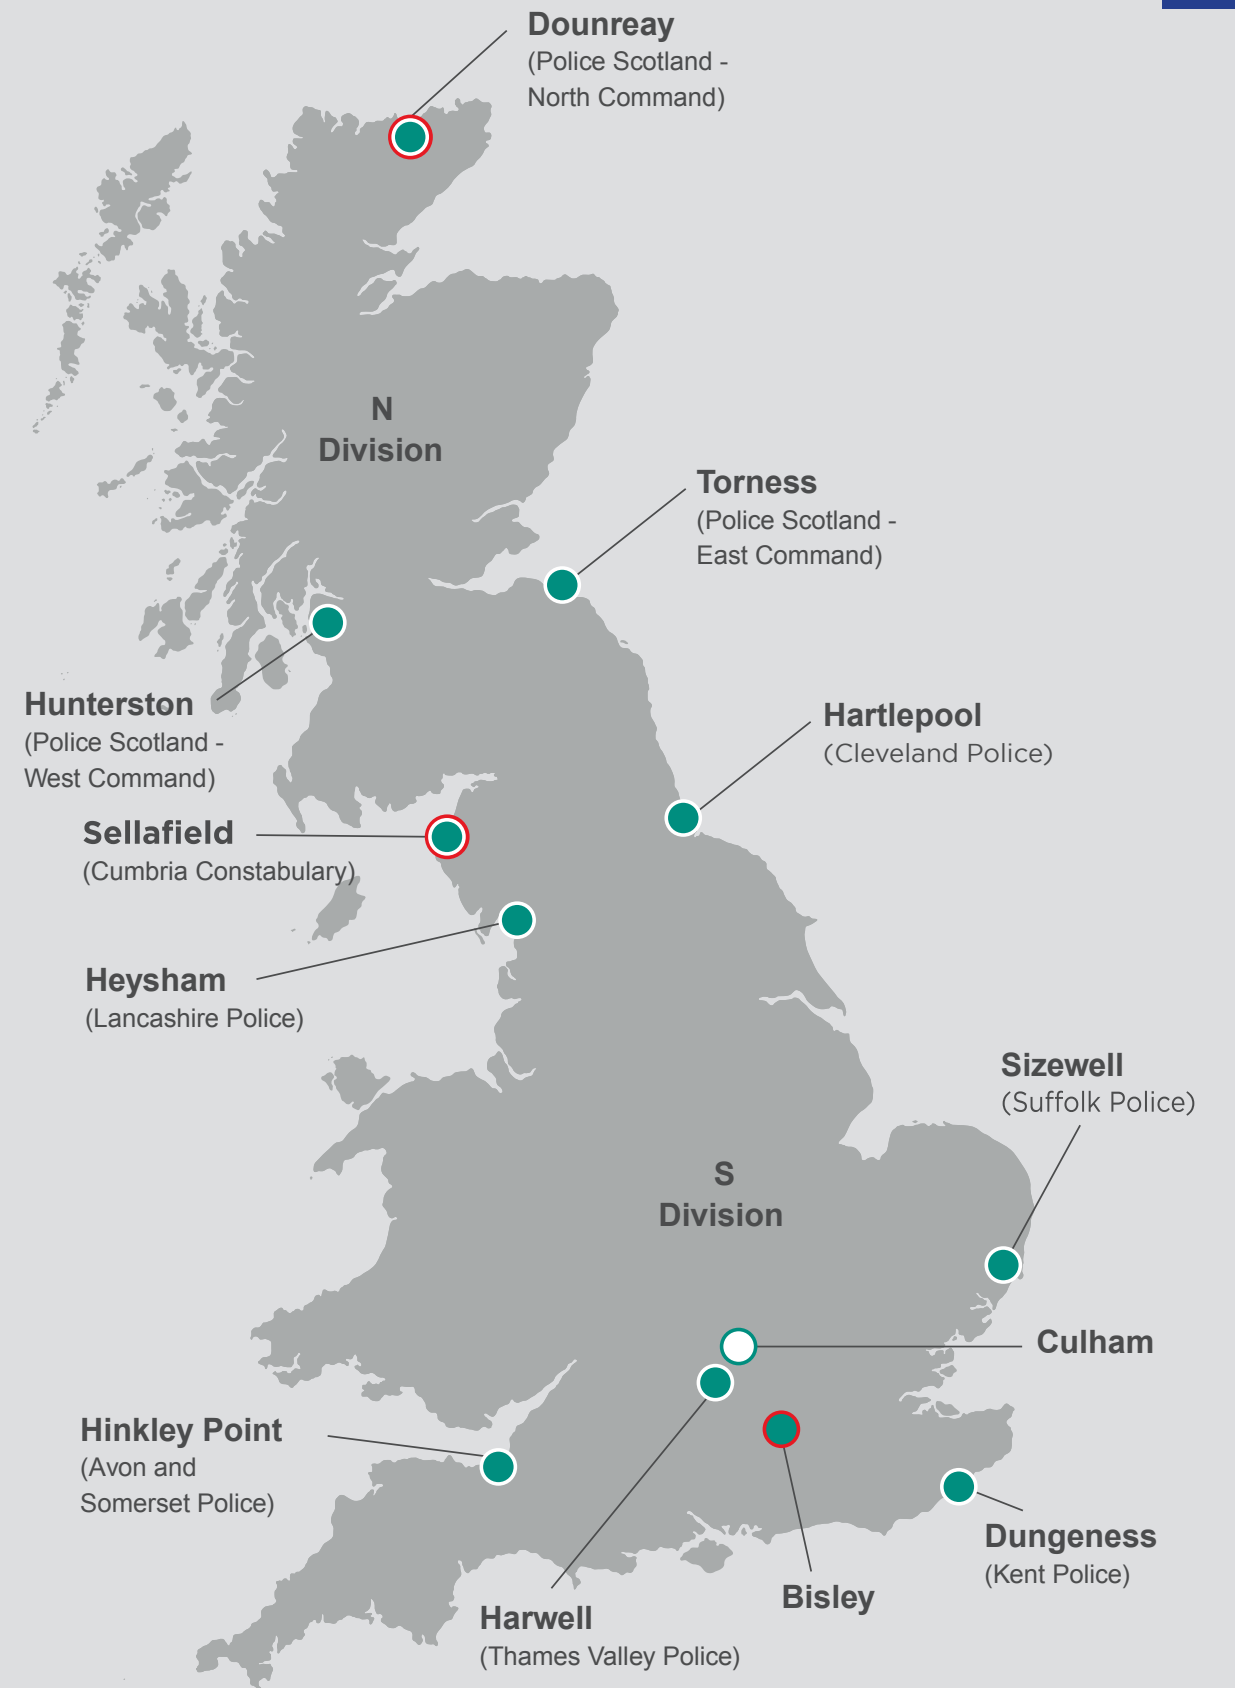 Dounreay
(Police Scotland -
North Command)
N
Division
Torness
(Police Scotland -
East Command)
Hunterston
(Police Scotland -
West Command)
Hartlepool
(Cleveland Police)
Sellafield
(Cumbria Constabulary)
Heysham
(Lancashire Police)
Sizewell
(Suffolk Police)
S
Division
Culham
Hinkley Point
(Avon and
Somerset Police)
Dungeness
(Kent Police)
Bisley
Harwell
(Thames Valley Police)